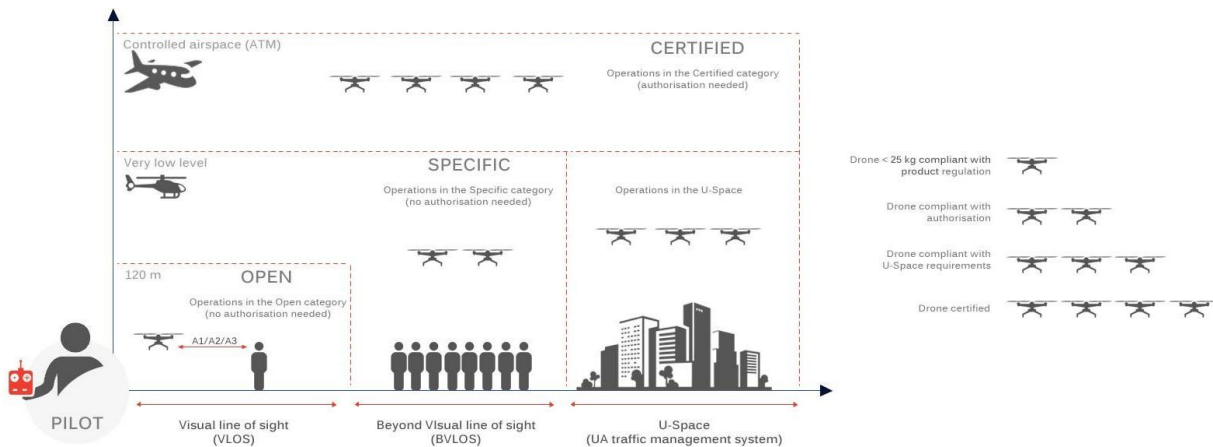 Controlled airspace (ATM)
CERTIFIED
Operations in the Certified category
(authorisation needed)
Very low level
SPECIFIC
Operations in the Specific category
(no authorisation needed)
Operations in the U-Space
120 m
OPEN
Operations in the Open category
(no authorisation needed)
A1/A2/A3
PILOT
Visual line of sight
(VLOS)
Beyond VIsual line of sight
(BVLOS)
U-Space
(UA traffic management system)
Drone < 25 kg compliant with
product regulation
Drone compliant with
authorisation
Drone compliant with
U-Space requirements
Drone certified